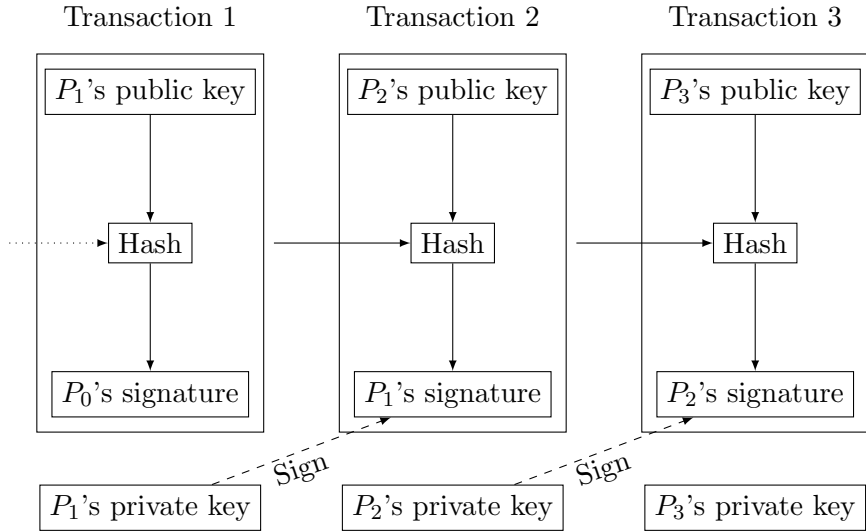 Transaction 1
Transaction 2
Transaction 3
P₁'s public key
P₂'s public key
P₃'s public key
Hash
Hash
Hash
P₀'s signature
P₁'s signature
P₂'s signature
Sign
Sign
P₁'s private key
P₂'s private key
P₃'s private key